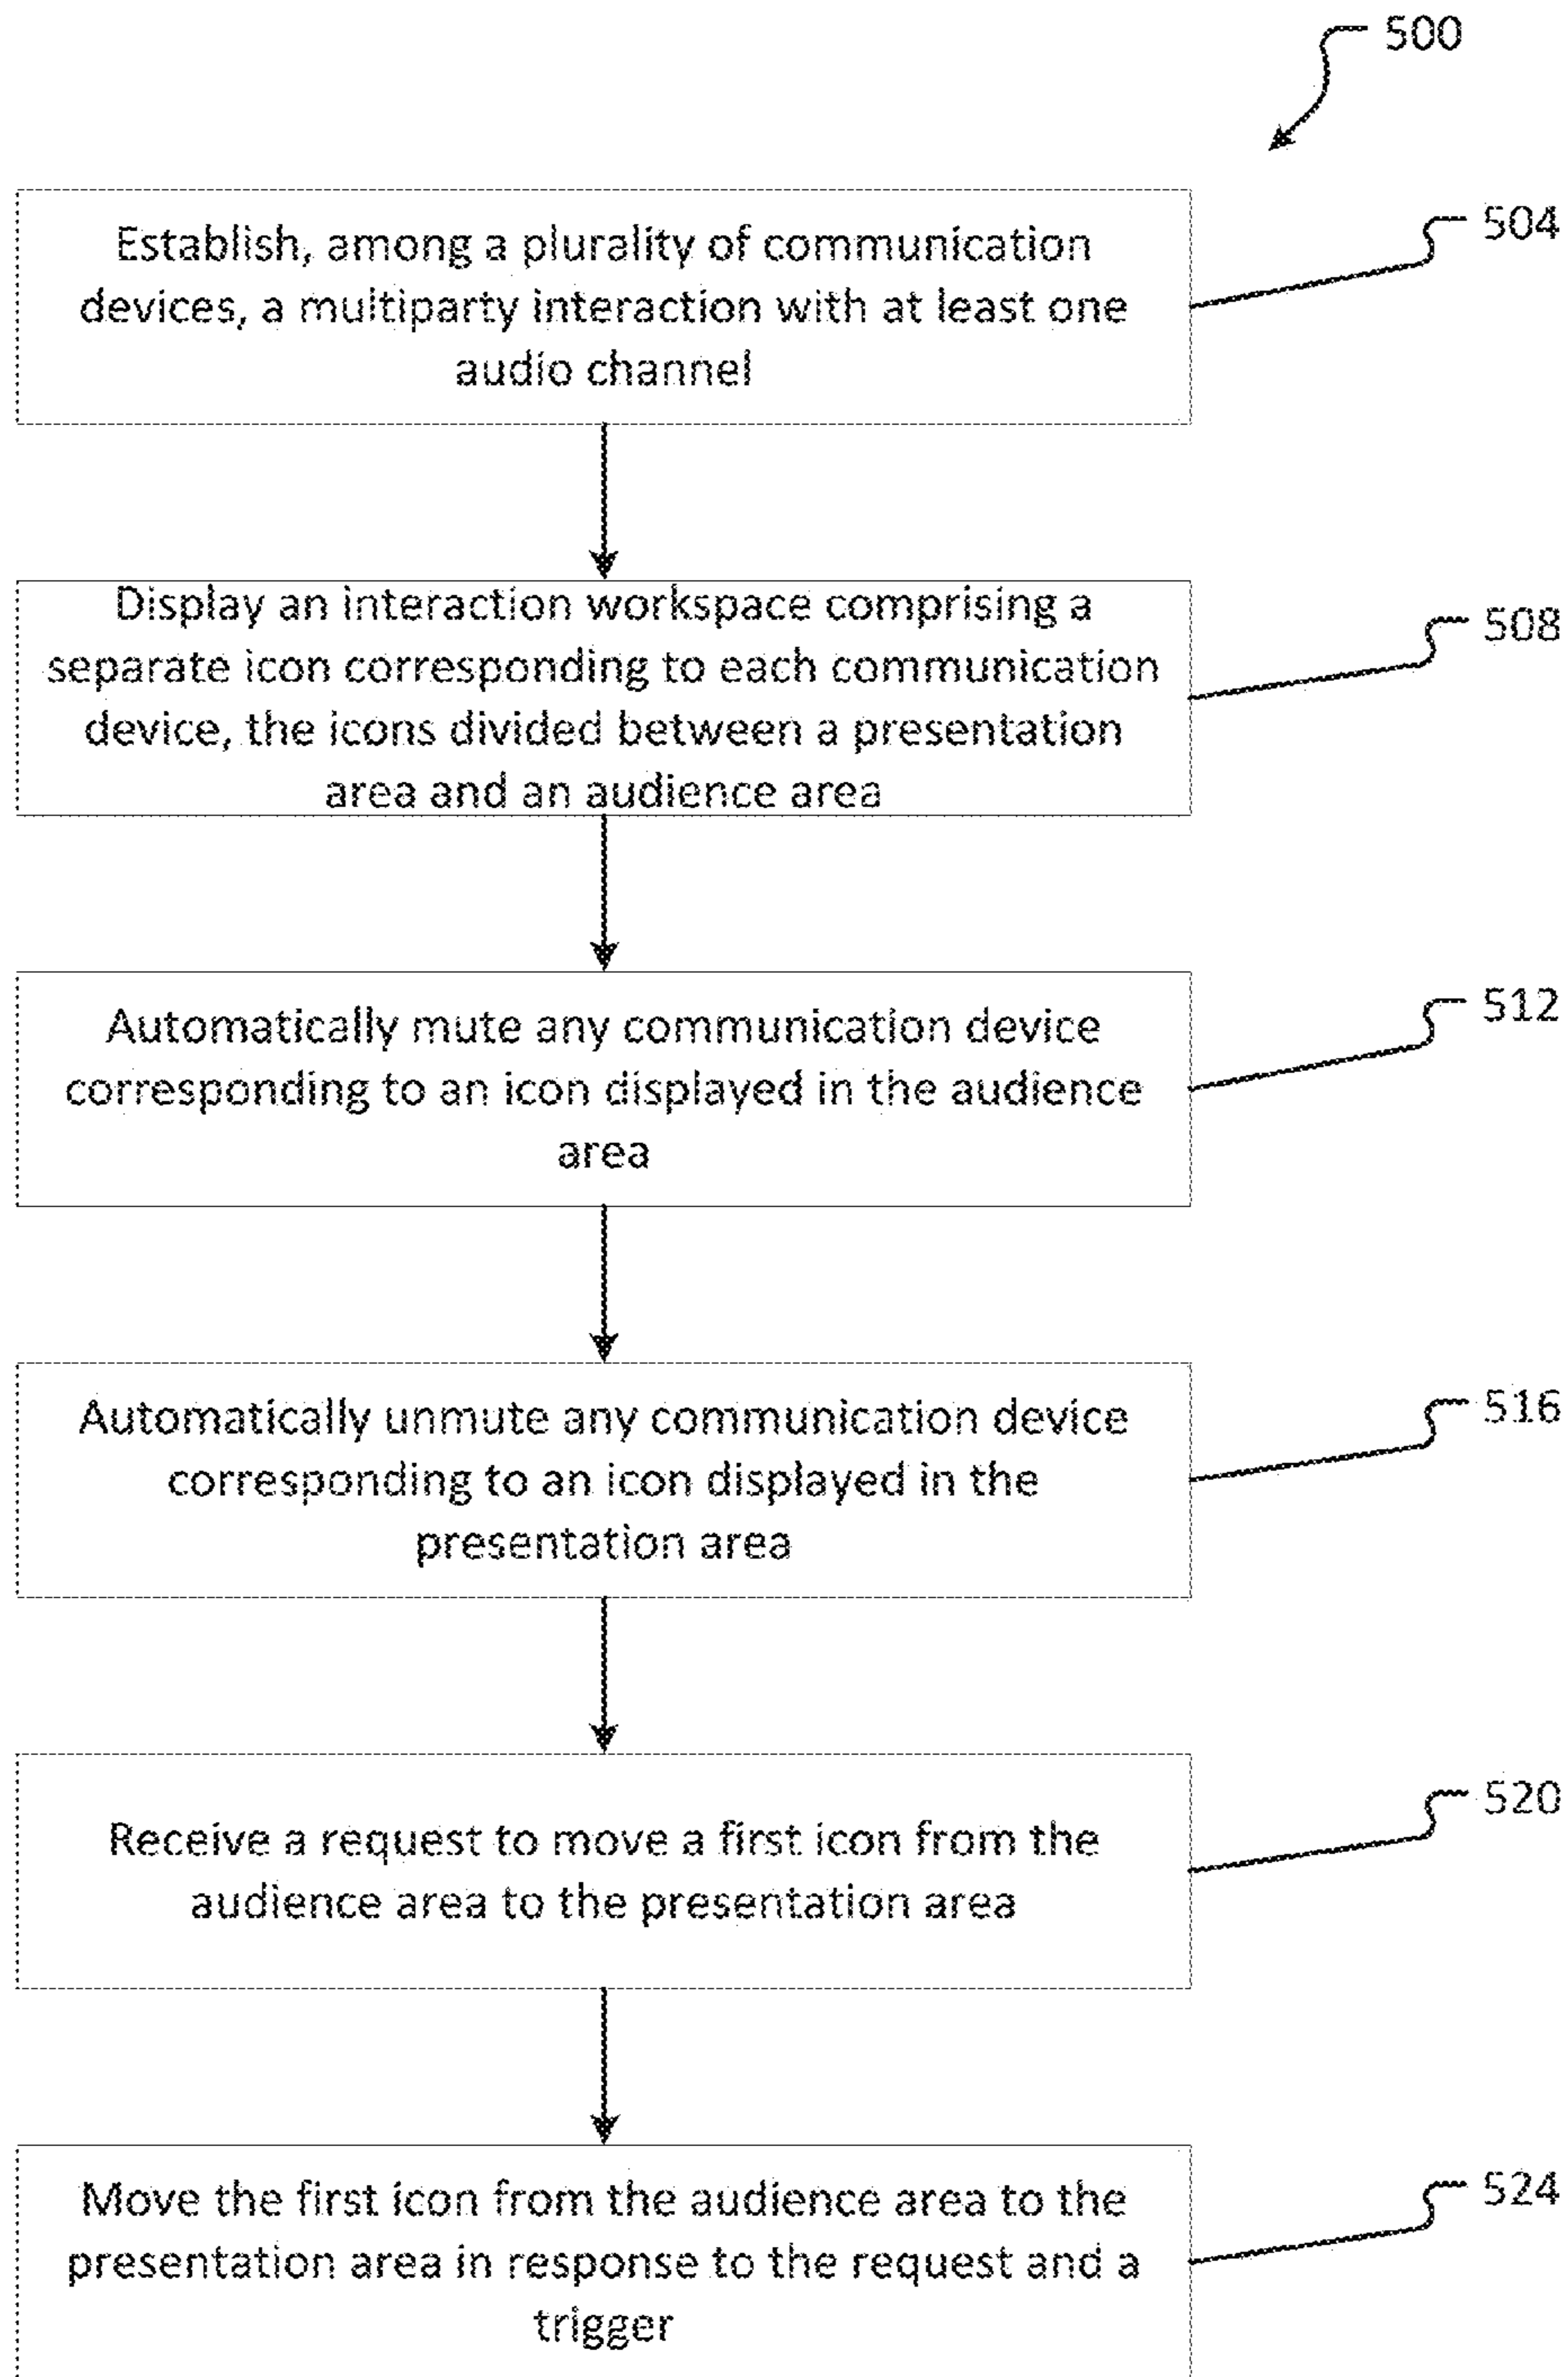 500
Establish, among a plurality of communication
devices, a multiparty interaction with at least one
audio channel
504
Display an interaction workspace comprising a
separate icon corresponding to each communication
device, the icons divided between a presentation
area and an audience area
508
Automatically mute any communication device
corresponding to an icon displayed in the audience
area
512
Automatically unmute any communication device
corresponding to an icon displayed in the
presentation area
516
Receive a request to move a first icon from the
audience area to the presentation area
520
Move the first icon from the audience area to the
presentation area in response to the request and a
trigger
524